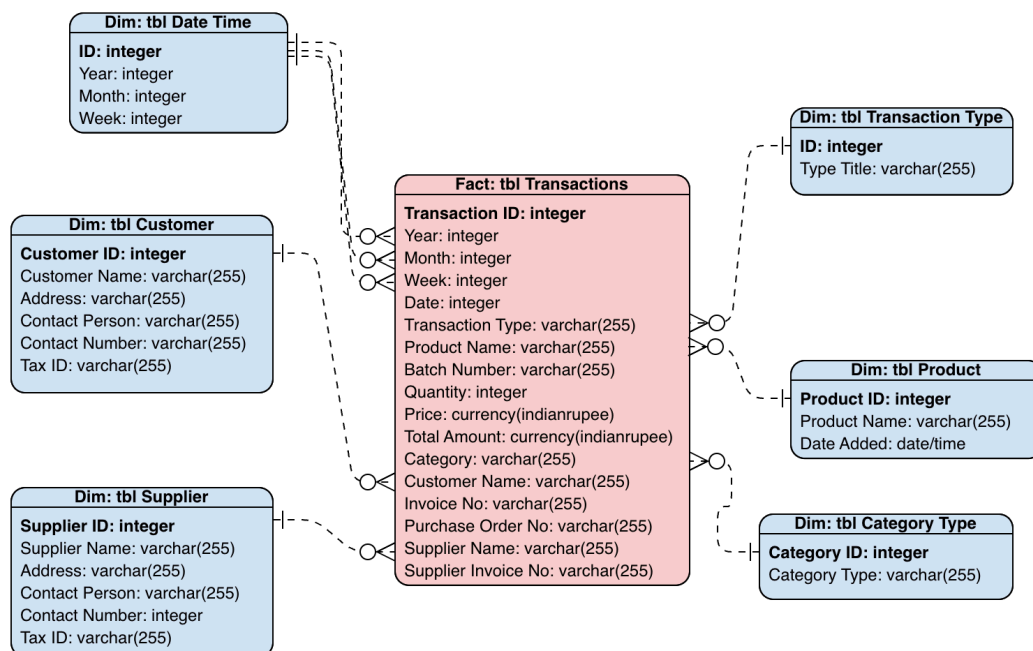 Dim: tbl Date Time
ID: integer
Year: integer
Month: integer
Week: integer
Dim: tbl Customer
Customer ID: integer
Customer Name: varchar(255)
Address: varchar(255)
Contact Person: varchar(255)
Contact Number: varchar(255)
Tax ID: varchar(255)
Dim: tbl Supplier
Supplier ID: integer
Supplier Name: varchar(255)
Address: varchar(255)
Contact Person: varchar(255)
Contact Number: integer
Tax ID: varchar(255)
Fact: tbl Transactions
Transaction ID: integer
Year: integer
Month: integer
Week: integer
Date: integer
Transaction Type: varchar(255)
Product Name: varchar(255)
Batch Number: varchar(255)
Quantity: integer
Price: currency(indianrupee)
Total Amount: currency(indianrupee)
Category: varchar(255)
Customer Name: varchar(255)
Invoice No: varchar(255)
Purchase Order No: varchar(255)
Supplier Name: varchar(255)
Supplier Invoice No: varchar(255)
Dim: tbl Transaction Type
ID: integer
Type Title: varchar(255)
Dim: tbl Product
Product ID: integer
Product Name: varchar(255)
Date Added: date/time
Dim: tbl Category Type
Category ID: integer
Category Type: varchar(255)